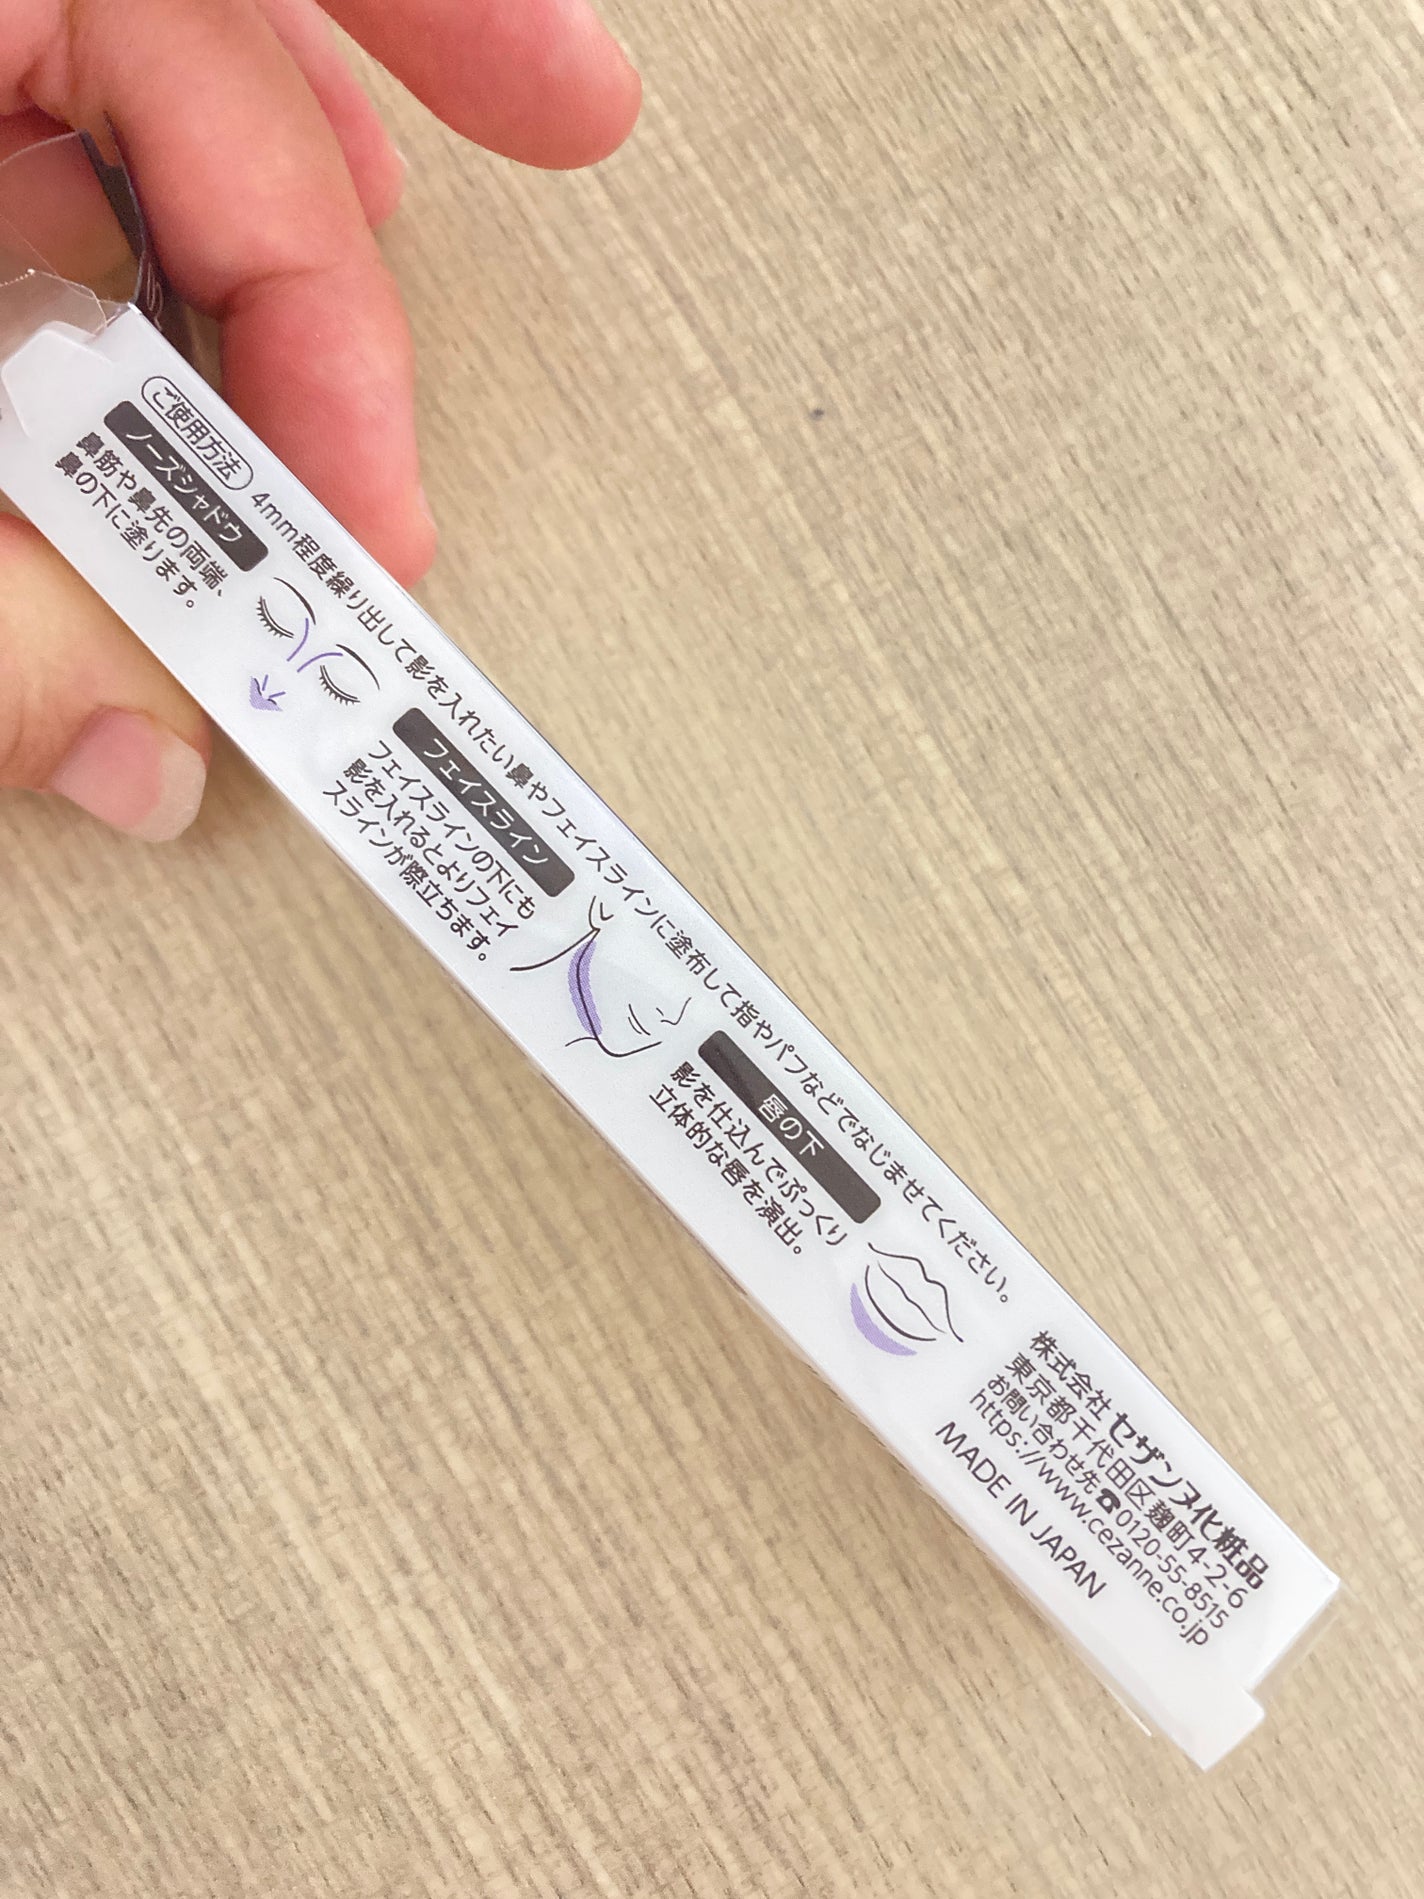 ご使用方法 4mm程度繰り出して影を入れたい鼻やフェイスラインに塗布して指やパフなどでなじませてください。
ノーズシャドウ
鼻筋や鼻先の両端、
鼻の下に塗ります。
フェイスライン
フェイスラインの下にも
影を入れるとよりフェイ
スラインが際立ちます。
唇の下
影を仕込んでぷっくり
立体的な唇を演出。
株式会社 セザンヌ化粧品
東京都千代田区麹町4-2-6
お問い合わせ先☎0120-55-8515
https://www.cezanne.co.jp
MADE IN JAPAN